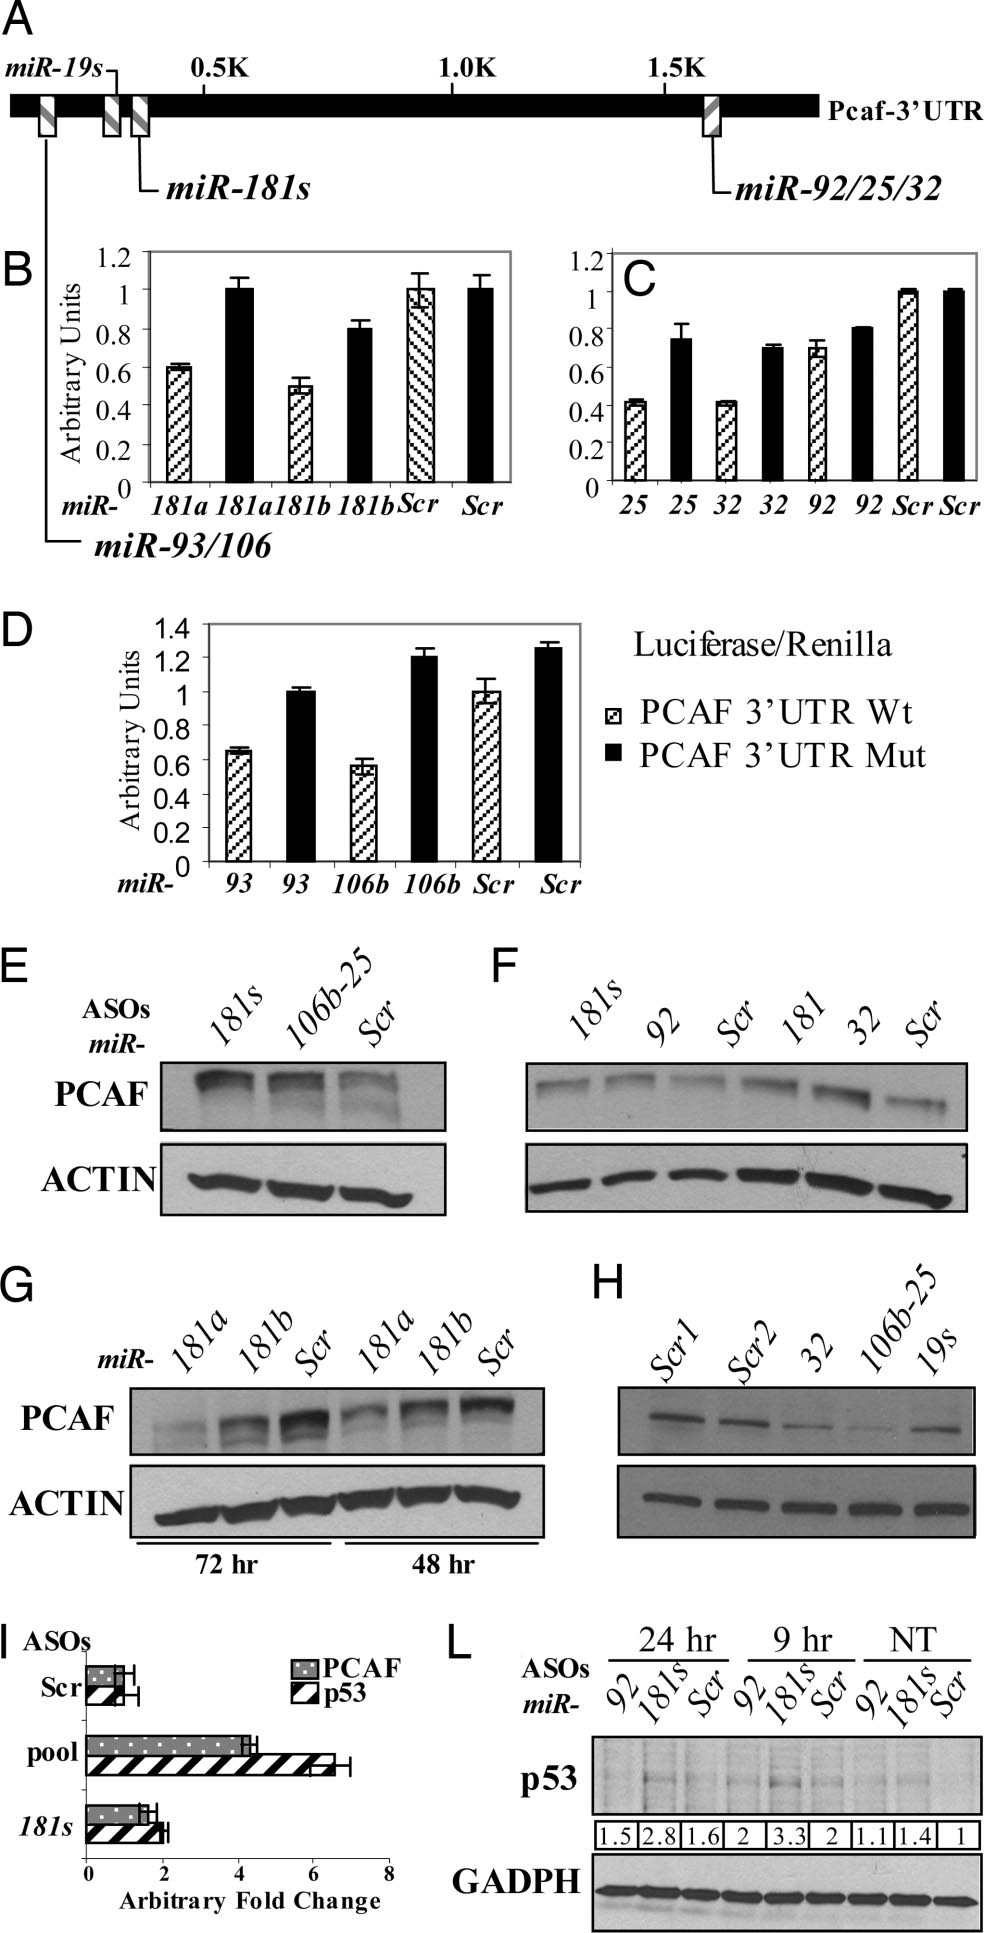 A
miR-19s
0.5K
1.0K
1.5K
Pcaf-3'UTR
miR-181s
miR-92/25/32
B
Arbitrary Units
1.2
1
0.8
0.6
0.4
0.2
0
miR- 181a 181a 181b 181b Scr Scr
miR-93/106
C
1.2
1
0.8
0.6
0.4
0.2
0
25 25 32 32 92 92 Scr Scr
D
Arbitrary Units
1.4
1.2
1
0.8
0.6
0.4
0.2
0
miR- 93 93 106b 106b Scr Scr
Luciferase/Renilla
PCAF 3'UTR Wt
PCAF 3'UTR Mut
E
ASOs
miR-
181s 106b-25 Scr
PCAF
ACTIN
F
181s 92 Scr 181 32 Scr
G
miR- 181a 181b Scr 181a 181b Scr
PCAF
ACTIN
72 hr 48 hr
H
Scr1 Scr2 32 106b-25 19s
I
ASOs
PCAF
p53
Scr
pool
181s
0 2 4 6 8
Arbitrary Fold Change
L
24 hr 9 hr NT
ASOs
miR-
92 181s Scr 92 181s Scr 92 181s Scr
p53
1.5 2.8 1.6 2 3.3 2 1.1 1.4 1
GADPH